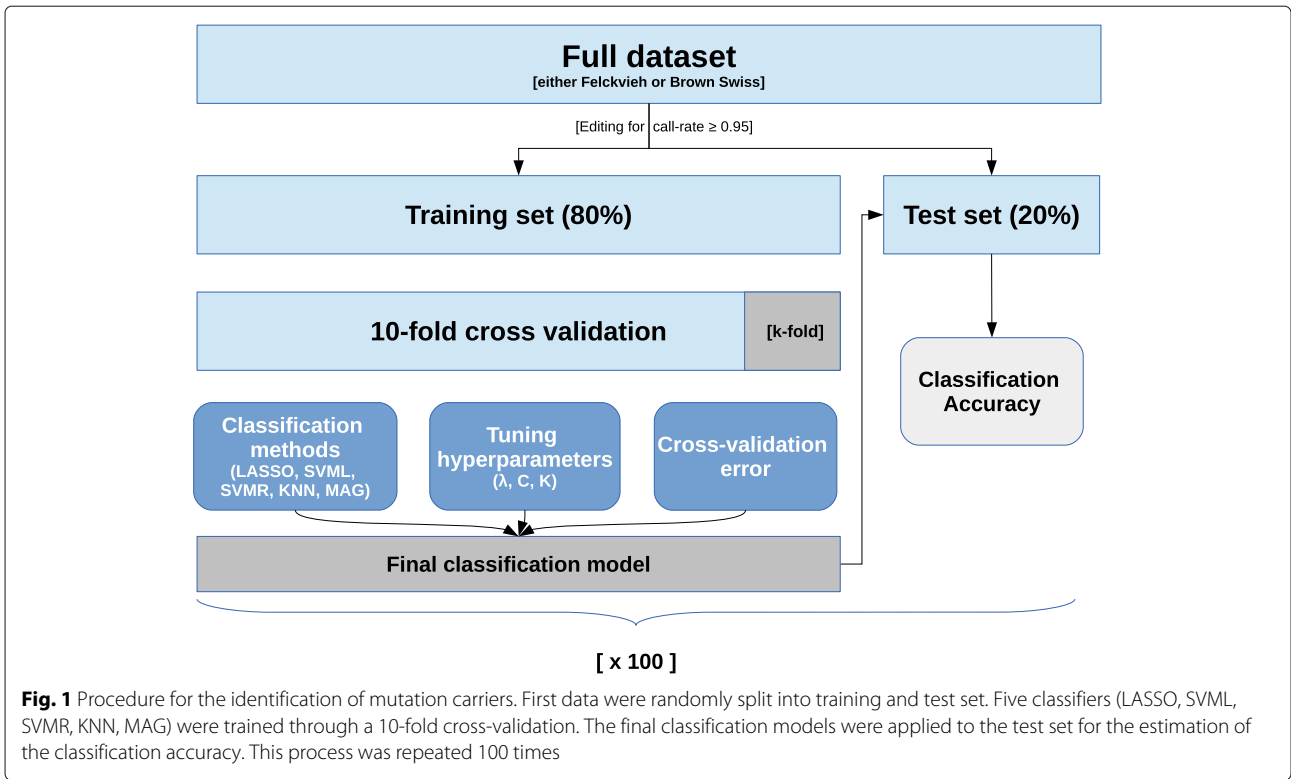 Full dataset
[either Felckvieh or Brown Swiss]
[Editing for call-rate ≥ 0.95]
Training set (80%)
Test set (20%)
10-fold cross validation
[k-fold]
Classification
Accuracy
Classification
methods
(LASSO, SVML,
SVMR, KNN, MAG)
Tuning
hyperparameters
(λ, C, K)
Cross-validation
error
Final classification model
[ x 100 ]
Fig. 1 Procedure for the identification of mutation carriers. First data were randomly split into training and test set. Five classifiers (LASSO, SVML,
SVMR, KNN, MAG) were trained through a 10-fold cross-validation. The final classification models were applied to the test set for the estimation of
the classification accuracy. This process was repeated 100 times